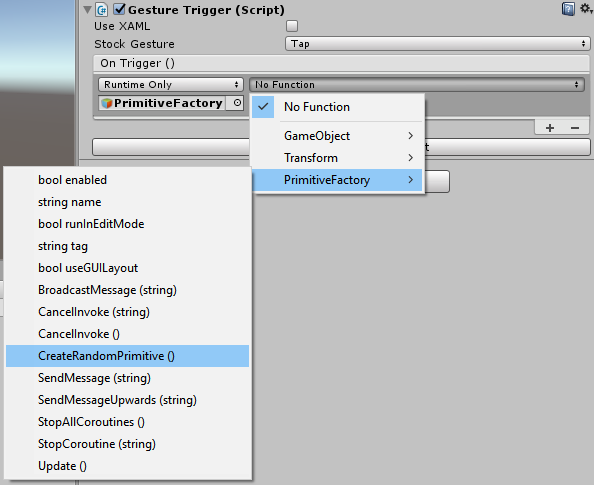 Gesture Trigger (Script)
Use XAML
Stock Gesture Tap
On Trigger ()
Runtime Only No Function
PrimitiveFactory
No Function
GameObject
Transform
PrimitiveFactory
bool enabled
string name
bool runInEditMode
string tag
bool useGUILayout
BroadcastMessage (string)
CancelInvoke (string)
CancelInvoke ()
CreateRandomPrimitive ()
SendMessage (string)
SendMessageUpwards (string)
StopAllCoroutines ()
StopCoroutine (string)
Update ()